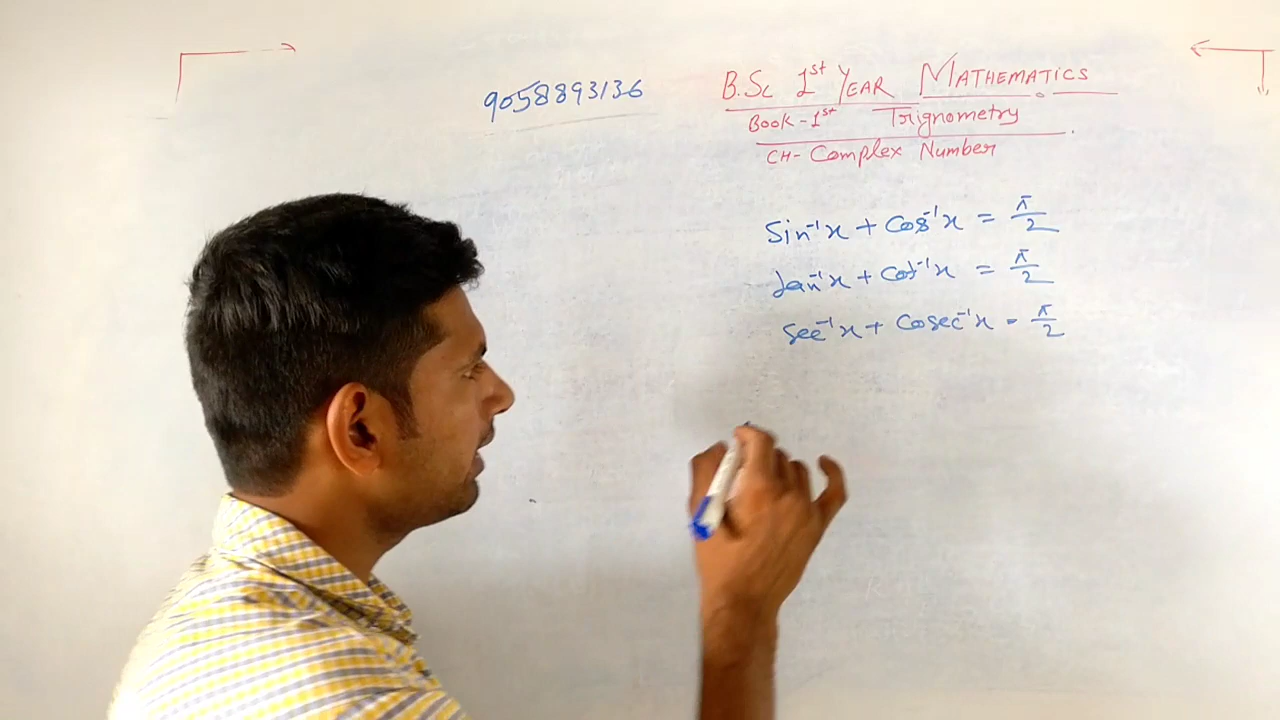 9058893136
B.Sc 1st YEAR MATHEMATICS
Book-1st Trignometry
CH- Complex Number
Sin⁻¹x + Cos⁻¹x = π/2
tan⁻¹x + Cot⁻¹x = π/2
Sec⁻¹x + Cosec⁻¹x = π/2